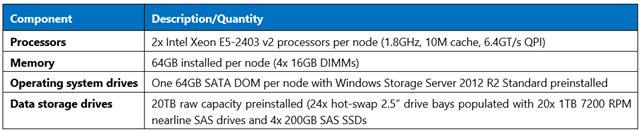 Component Description/Quantity
Processors 2x Intel Xeon E5-2403 v2 processors per node (1.8GHz, 10M cache, 6.4GT/s QPI)
Memory 64GB installed per node (4x 16GB DIMMs)
Operating system drives One 64GB SATA DOM per node with Windows Storage Server 2012 R2 Standard preinstalled
Data storage drives 20TB raw capacity preinstalled (24x hot-swap 2.5” drive bays populated with 20x 1TB 7200 RPM
nearline SAS drives and 4x 200GB SAS SSDs